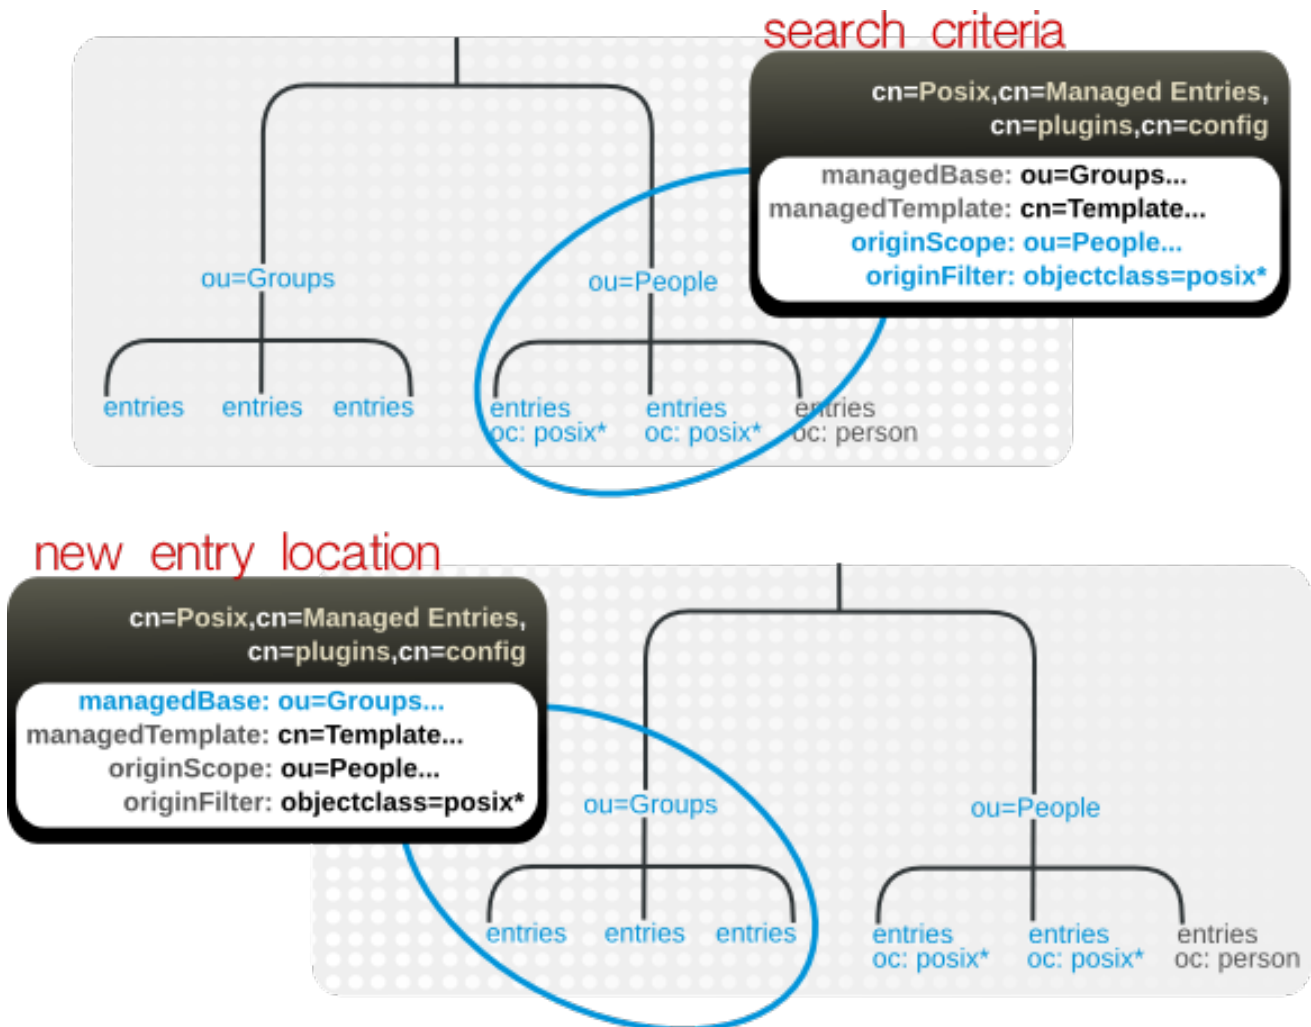 search criteria
cn=Posix,cn=Managed Entries,
cn=plugins,cn=config
managedBase: ou=Groups...
managedTemplate: cn=Template...
originScope: ou=People...
originFilter: objectclass=posix*
ou=Groups
ou=People
entries entries entries
entries entries entries
oc: posix* oc: posix* oc: person
new entry location
cn=Posix,cn=Managed Entries,
cn=plugins,cn=config
managedBase: ou=Groups...
managedTemplate: cn=Template...
originScope: ou=People...
originFilter: objectclass=posix*
ou=Groups
ou=People
entries entries entries
entries entries entries
oc: posix* oc: posix* oc: person